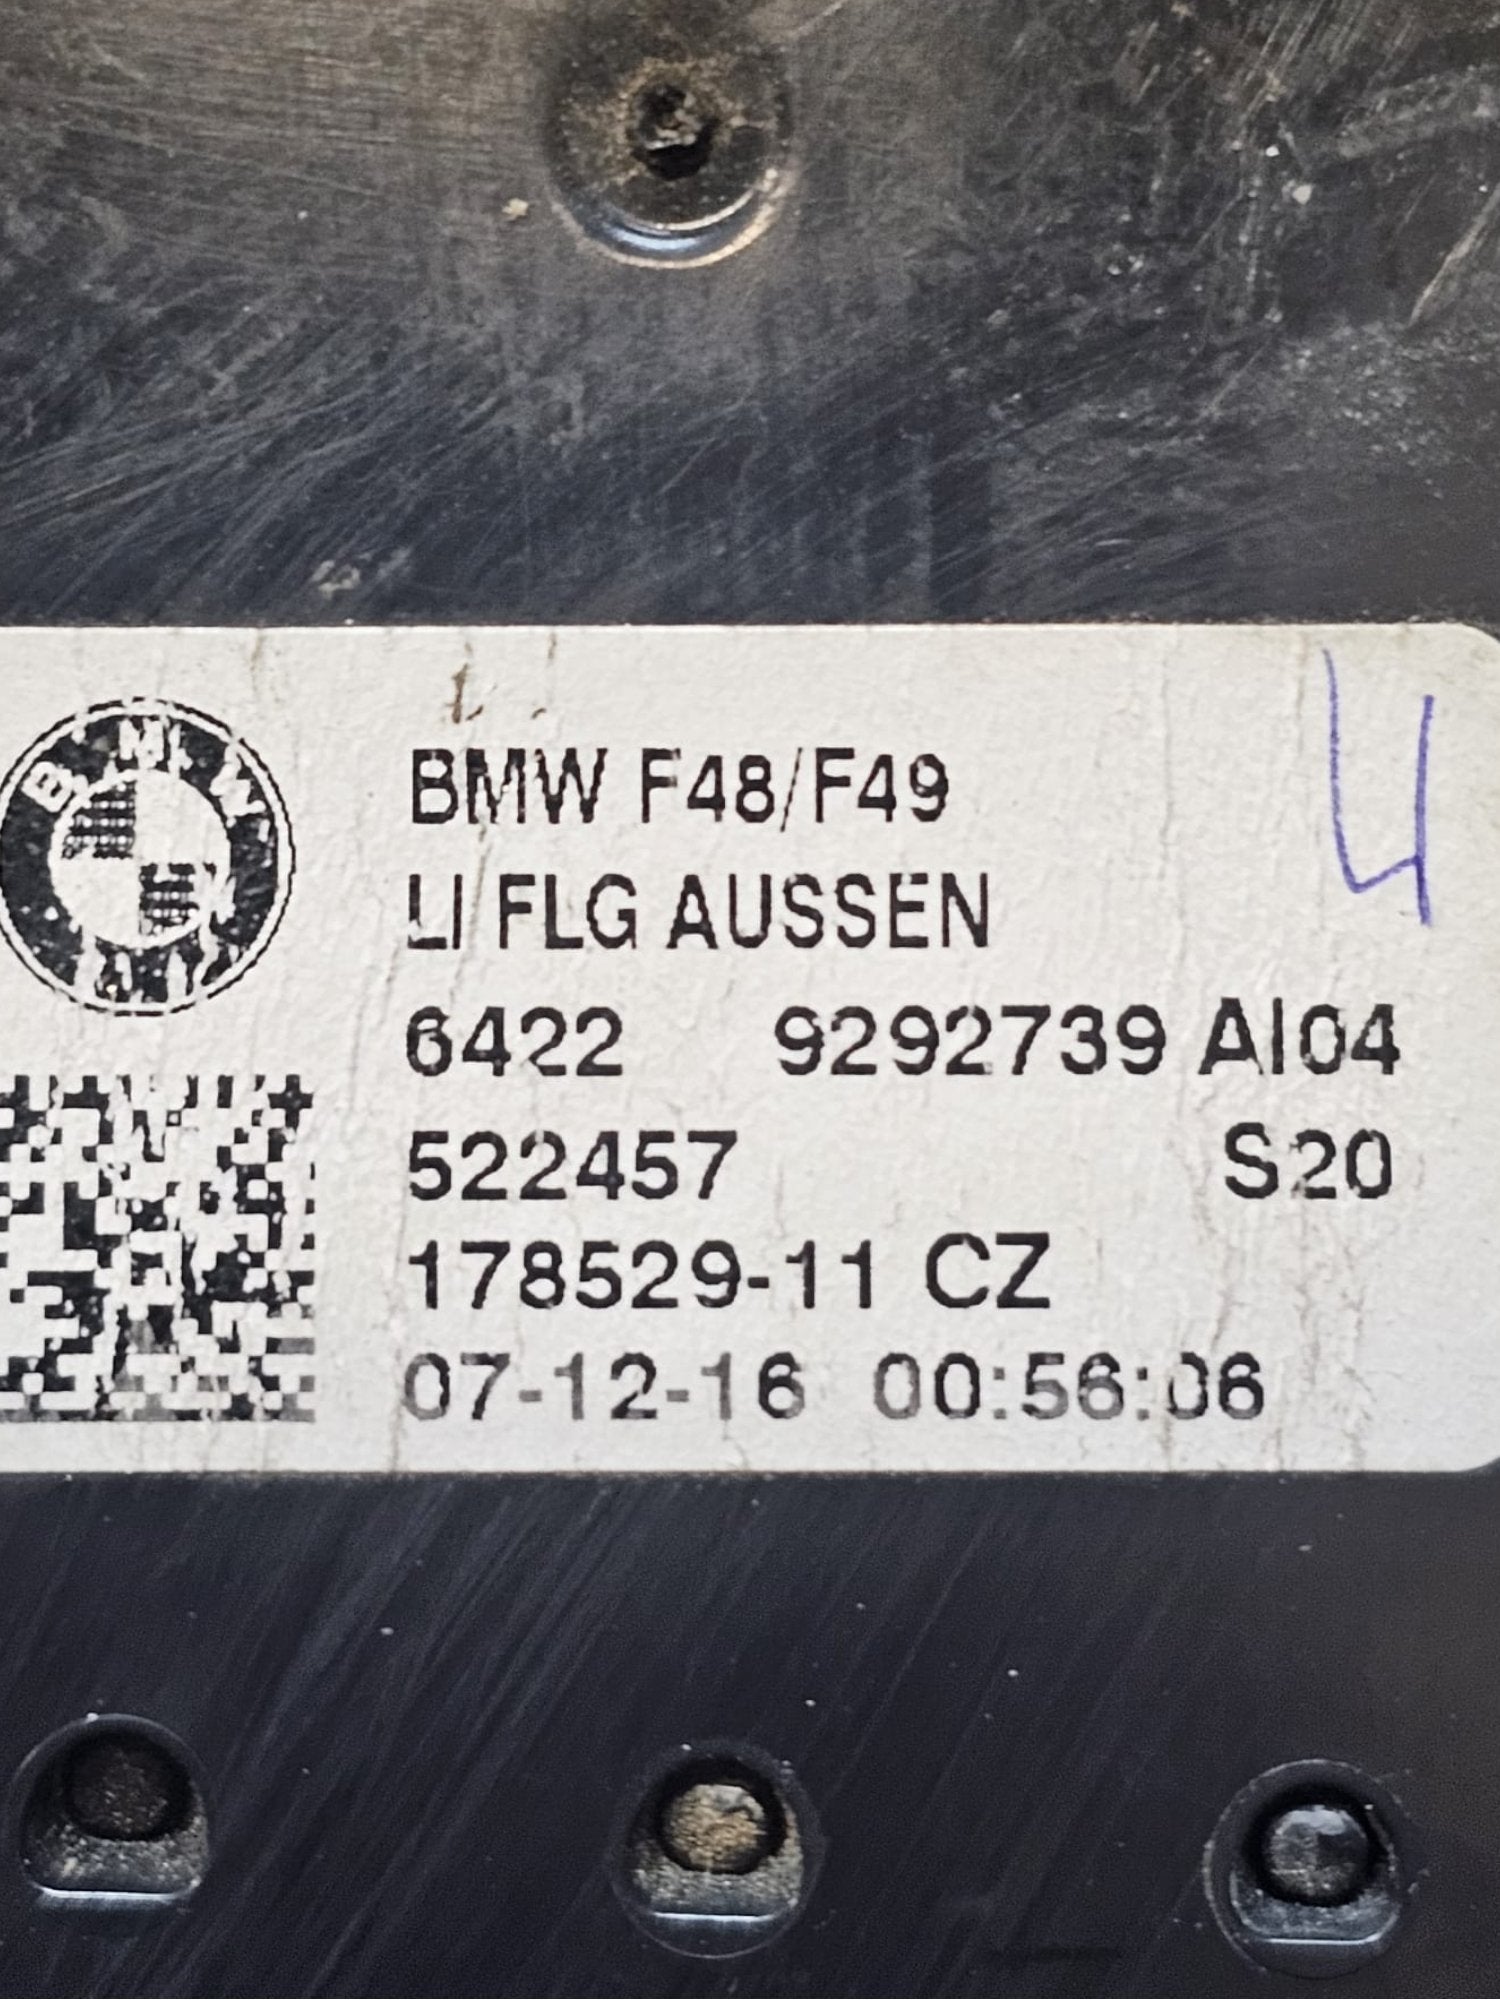 BMW
BMW F48/F49
LI FLG AUSSEN
6422 9292739 AI04
522457 S20
178529-11 CZ
07-12-16 00:56:06
4